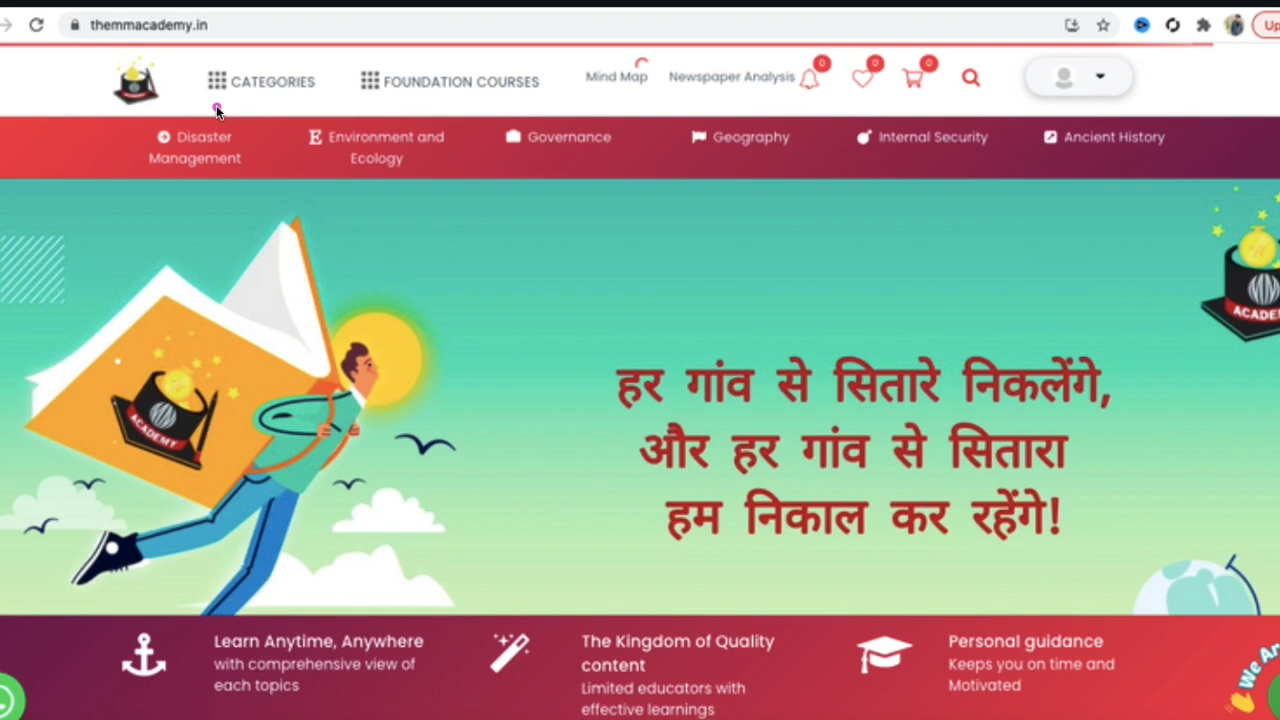 themmacademy.in
Up
CATEGORIES
FOUNDATION COURSES
Mind Map
Newspaper Analysis
0
0
0
Disaster
Management
Environment and
Ecology
Governance
Geography
Internal Security
Ancient History
ACADEMY
हर गांव से सितारे निकलेंगे,
और हर गांव से सितारा
हम निकाल कर रहेंगे!
Learn Anytime, Anywhere
with comprehensive view of
each topics
The Kingdom of Quality
content
Limited educators with
effective learnings
Personal guidance
Keeps you on time and
Motivated
We Ar